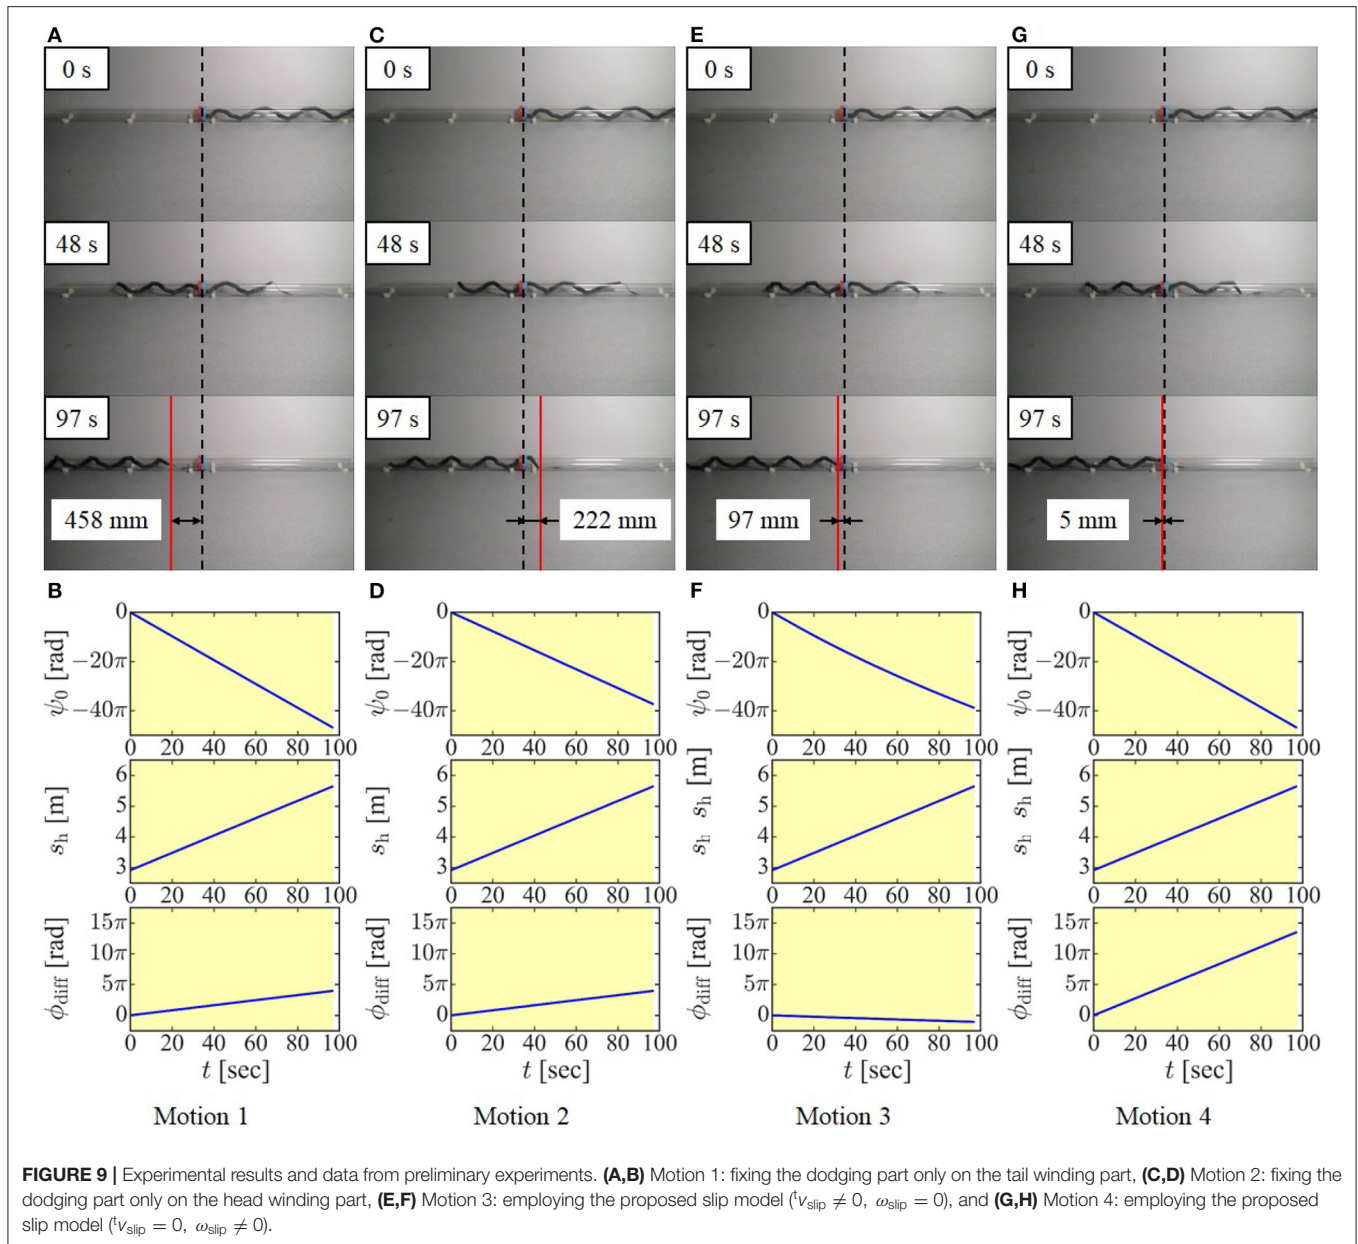 A C E G
0 s 0 s 0 s 0 s
48 s 48 s 48 s 48 s
97 s 97 s 97 s 97 s
458 mm 222 mm 97 mm 5 mm
B D F H
0 0 0 0
ψ0 [rad] ψ0 [rad] ψ0 [rad] ψ0 [rad]
−20π −20π −20π −20π
−40π −40π −40π −40π
0 20 40 60 80 100 0 20 40 60 80 100 0 20 40 60 80 100 0 20 40 60 80 100
6 6 6 6
sh [m] sh [m] sh sh [m] sh sh [m]
5 5 5 5
4 4 4 4
3 3 3 3
0 20 40 60 80 100 0 20 40 60 80 100 0 20 40 60 80 100 0 20 40 60 80 100
15π 15π 15π 15π
ϕdiff [rad] ϕdiff [rad] ϕdiff [rad] ϕdiff [rad]
10π 10π 10π 10π
5π 5π 5π 5π
0 0 0 0
0 20 40 60 80 100 0 20 40 60 80 100 0 20 40 60 80 100 0 20 40 60 80 100
t [sec] t [sec] t [sec] t [sec]
Motion 1 Motion 2 Motion 3 Motion 4
FIGURE 9 | Experimental results and data from preliminary experiments. (A,B) Motion 1: fixing the dodging part only on the tail winding part, (C,D) Motion 2: fixing the
dodging part only on the head winding part, (E,F) Motion 3: employing the proposed slip model (ᵗvslip ≠ 0, ωslip = 0), and (G,H) Motion 4: employing the proposed
slip model (ᵗvslip = 0, ωslip ≠ 0).